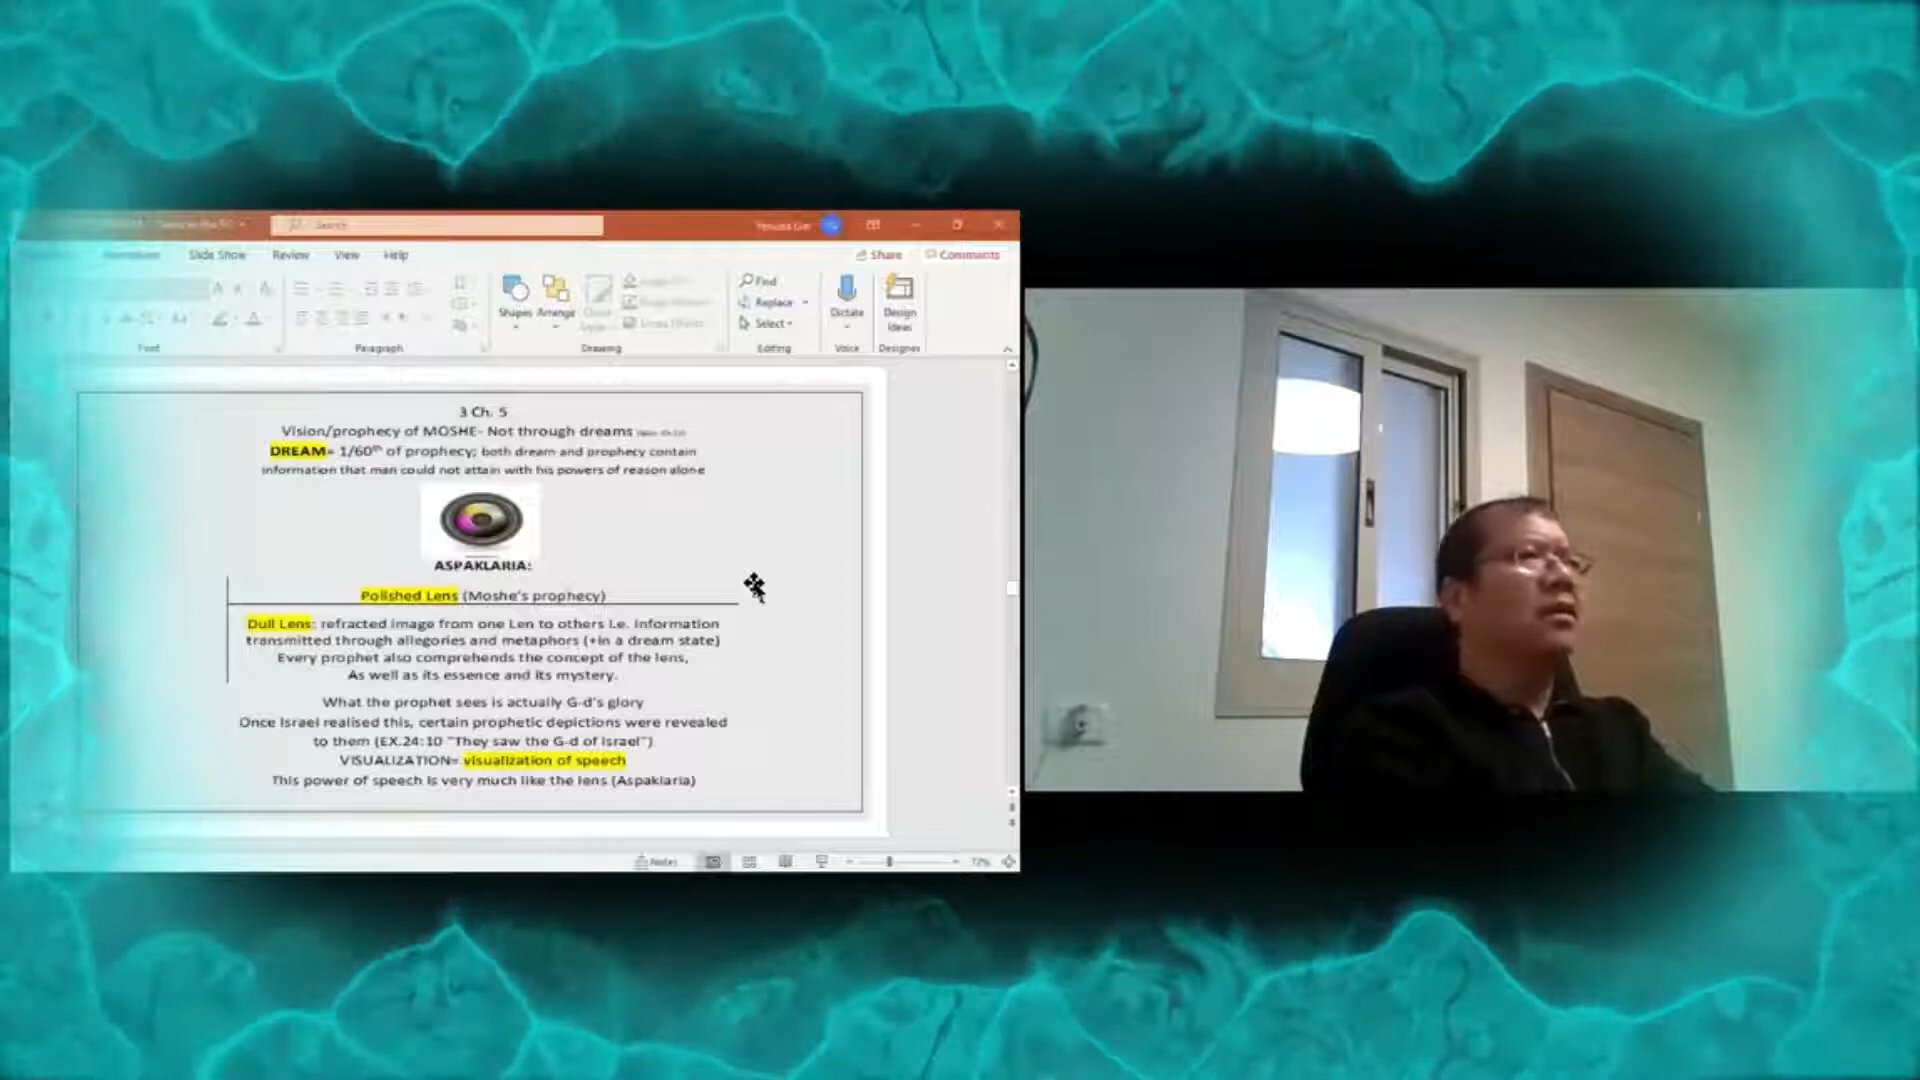 Search
Slide Show Review View Help
Share Comments
Shapes Arrange
Find
Replace
Select
Dictate
Design
Ideas
Font Paragraph Drawing Editing Voice Designer
3 Ch. 5
Vision/prophecy of MOSHE- Not through dreams
DREAM= 1/60th of prophecy; both dream and prophecy contain
information that man could not attain with his powers of reason alone
ASPAKLARIA:
Polished Lens (Moshe's prophecy)
Dull Lens: refracted image from one Len to others i.e. information
transmitted through allegories and metaphors (+in a dream state)
Every prophet also comprehends the concept of the lens,
As well as its essence and its mystery.
What the prophet sees is actually G-d's glory
Once Israel realised this, certain prophetic depictions were revealed
to them (EX.24:10 "They saw the G-d of Israel")
VISUALIZATION= visualization of speech
This power of speech is very much like the lens (Aspaklaria)
Notes
72%